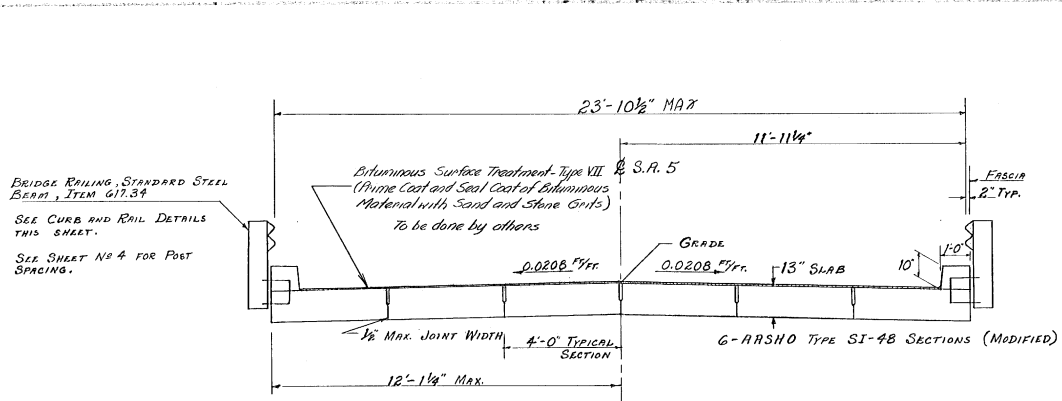 23'-10½" MAX
11'-11¼"
Bituminous Surface Treatment-Type VII
(Prime Coat and Seal Coat of Bituminous
Material with Sand and Stone Grits)
To be done by others
℄ S.A. 5
BRIDGE RAILING, STANDARD STEEL
BEAM, ITEM 617.34
SEE CURB AND RAIL DETAILS
THIS SHEET.
SEE SHEET Nº 4 FOR POST
SPACING.
FASCIA
2" TYP.
GRADE
1'-0"
10"
0.0208 FT/FT.
0.0208 FT/FT.
13" SLAB
½" MAX. JOINT WIDTH
4'-0" TYPICAL
SECTION
6-AASHO TYPE SI-48 SECTIONS (MODIFIED)
12'-1¼" MAX.